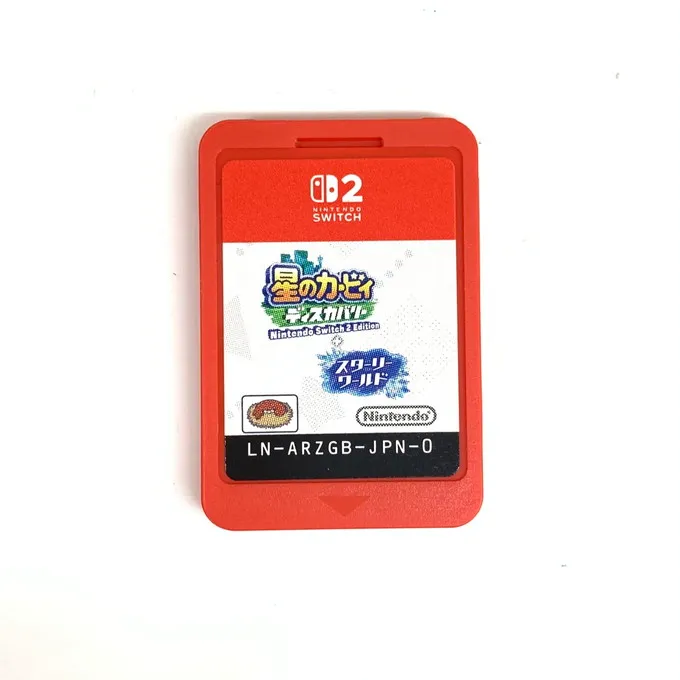 2
NINTENDO
SWITCH
星のカービィ
ディスカバリー
Nintendo Switch 2 Edition
+
スターリー
ワールド
Nintendo
LN-ARZGB-JPN-0